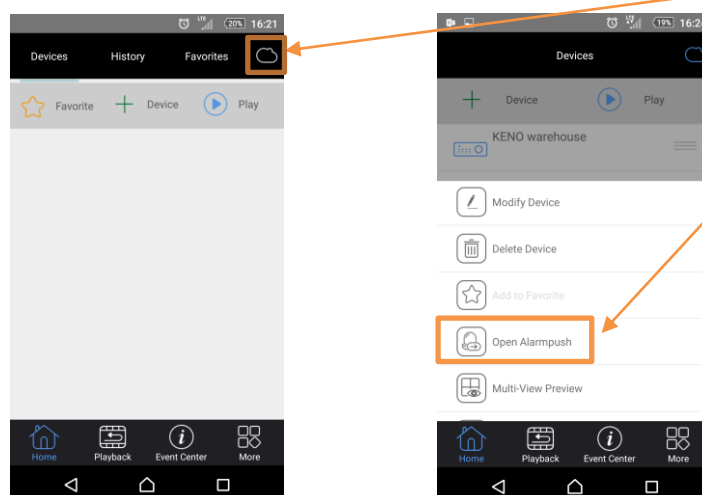 LTE 20% 16:21
Devices History Favorites
Favorite Device Play
Home Playback Event Center More
19% 16:24
Devices
Device Play
KENO warehouse
Modify Device
Delete Device
Add to Favorite
Open Alarmpush
Multi-View Preview
Home Playback Event Center More